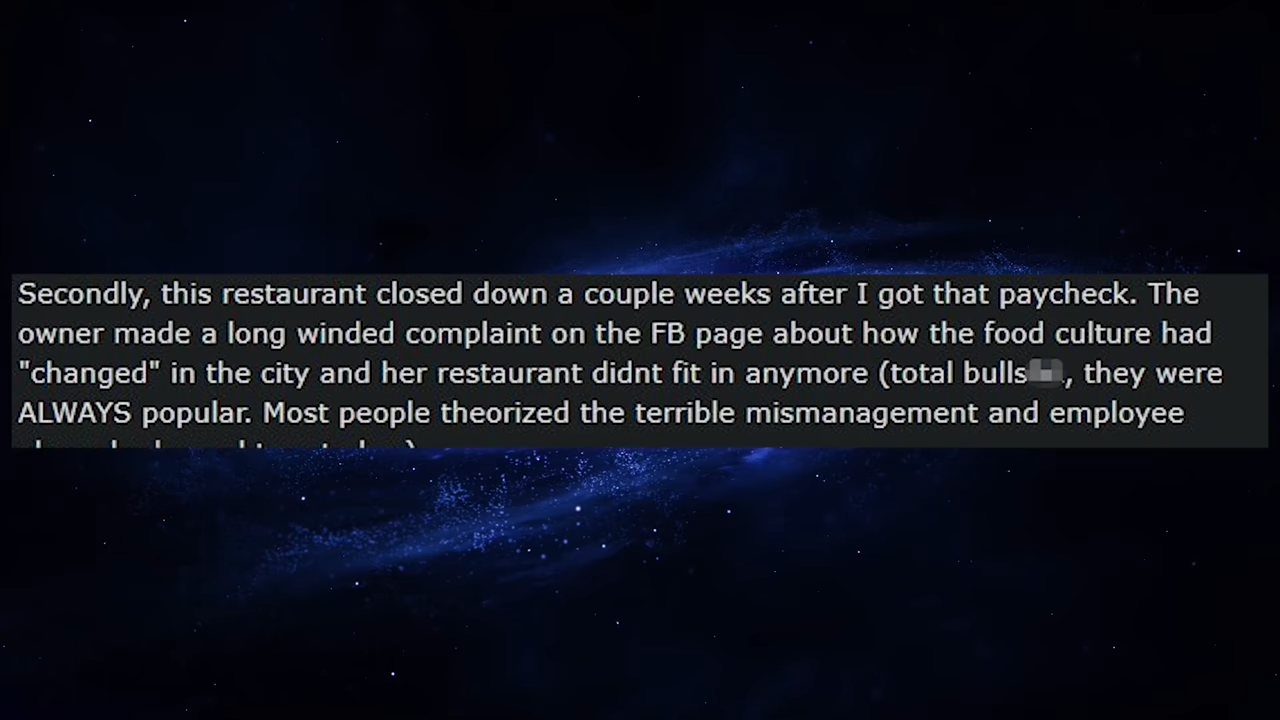 Secondly, this restaurant closed down a couple weeks after I got that paycheck. The
owner made a long winded complaint on the FB page about how the food culture had
"changed" in the city and her restaurant didnt fit in anymore (total bulls, they were
ALWAYS popular. Most people theorized the terrible mismanagement and employee